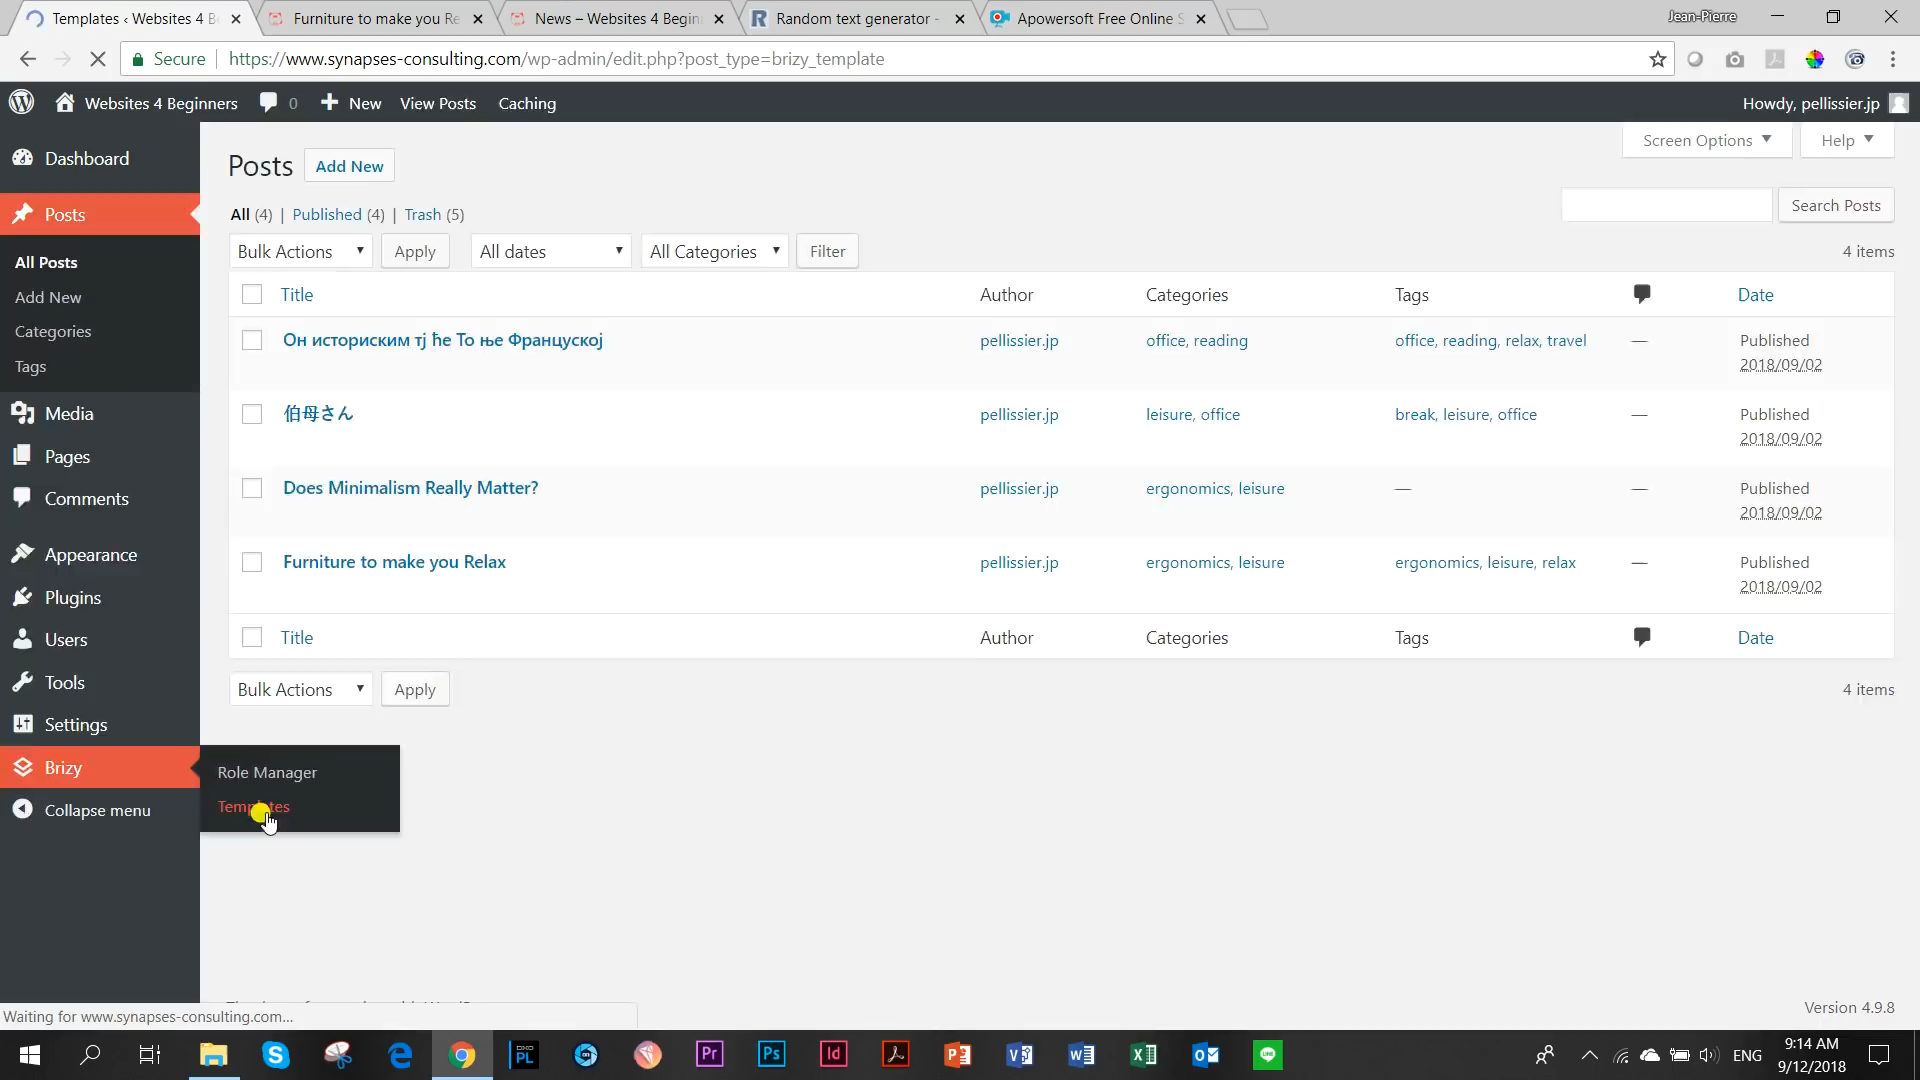 Templates ‹ Websites 4 B
Furniture to make you Re
News – Websites 4 Begin
Random text generator -
Apowersoft Free Online S
Jean-Pierre
Secure
https://www.synapses-consulting.com/wp-admin/edit.php?post_type=brizy_template
Websites 4 Beginners
0
New
View Posts
Caching
Howdy, pellissier.jp
Screen Options
Help
Dashboard
Posts
All Posts
Add New
Categories
Tags
Media
Pages
Comments
Appearance
Plugins
Users
Tools
Settings
Brizy
Collapse menu
Role Manager
Templates
Posts Add New
All (4) | Published (4) | Trash (5)
Search Posts
Bulk Actions Apply All dates All Categories Filter 4 items
Title Author Categories Tags Date
Он историским тј ће То ње Француској pellissier.jp office, reading office, reading, relax, travel — Published
2018/09/02
伯母さん pellissier.jp leisure, office break, leisure, office — Published
2018/09/02
Does Minimalism Really Matter? pellissier.jp ergonomics, leisure — — Published
2018/09/02
Furniture to make you Relax pellissier.jp ergonomics, leisure ergonomics, leisure, relax — Published
2018/09/02
Title Author Categories Tags Date
Bulk Actions Apply 4 items
Version 4.9.8
Waiting for www.synapses-consulting.com...
PL
Pr
Ps
Id
ENG
9:14 AM
9/12/2018